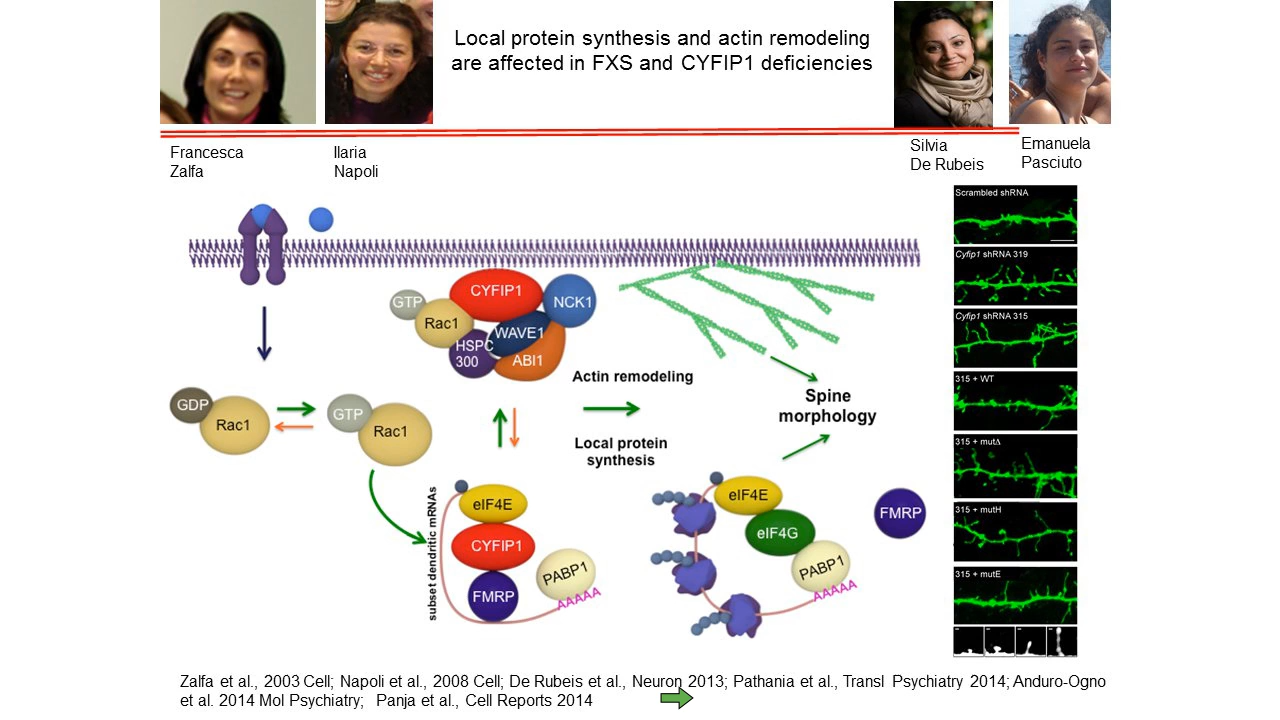 Local protein synthesis and actin remodeling
are affected in FXS and CYFIP1 deficiencies
Francesca
Zalfa
Ilaria
Napoli
Silvia
De Rubeis
Emanuela
Pasciuto
GTP
Rac1
CYFIP1
NCK1
WAVE1
HSPC
300
ABI1
GDP
Rac1
GTP
Rac1
Actin remodeling
Local protein
synthesis
Spine
morphology
subset dendritic mRNAs
eIF4E
CYFIP1
FMRP
PABP1
AAAAA
eIF4E
eIF4G
PABP1
AAAAA
FMRP
Scrambled shRNA
Cyfip1 shRNA 319
Cyfip1 shRNA 315
315 + WT
315 + mutΔ
315 + mutH
315 + mutE
Zalfa et al., 2003 Cell; Napoli et al., 2008 Cell; De Rubeis et al., Neuron 2013; Pathania et al., Transl Psychiatry 2014; Anduro-Ogno
et al. 2014 Mol Psychiatry; Panja et al., Cell Reports 2014